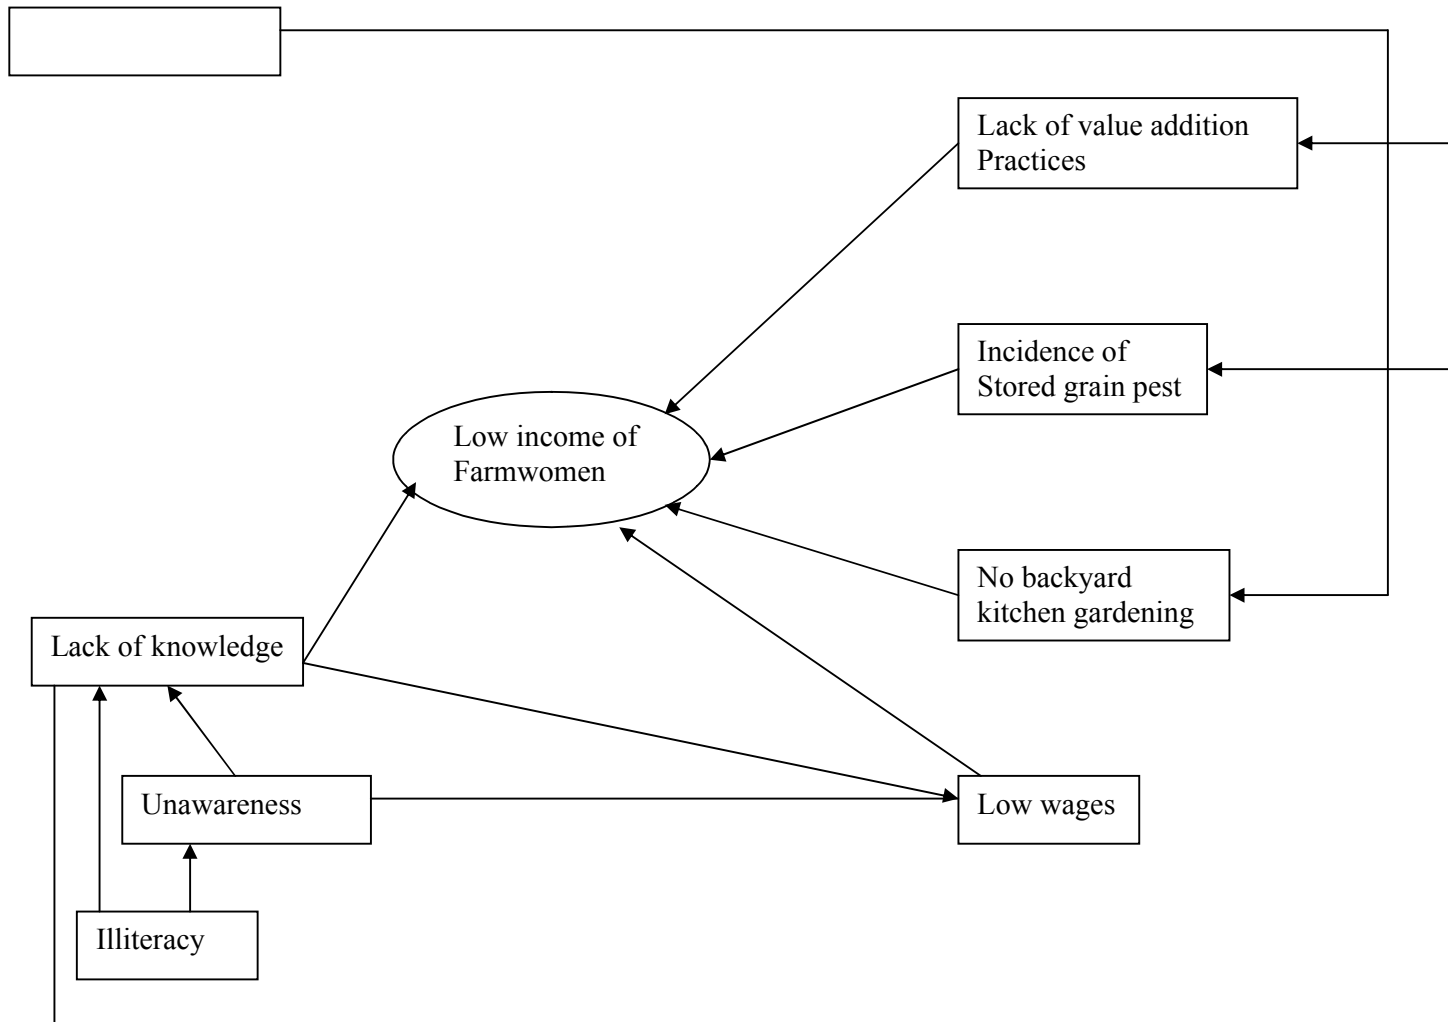 Lack of value addition
Practices
Incidence of
Stored grain pest
Low income of
Farmwomen
No backyard
kitchen gardening
Lack of knowledge
Unawareness
Low wages
Illiteracy